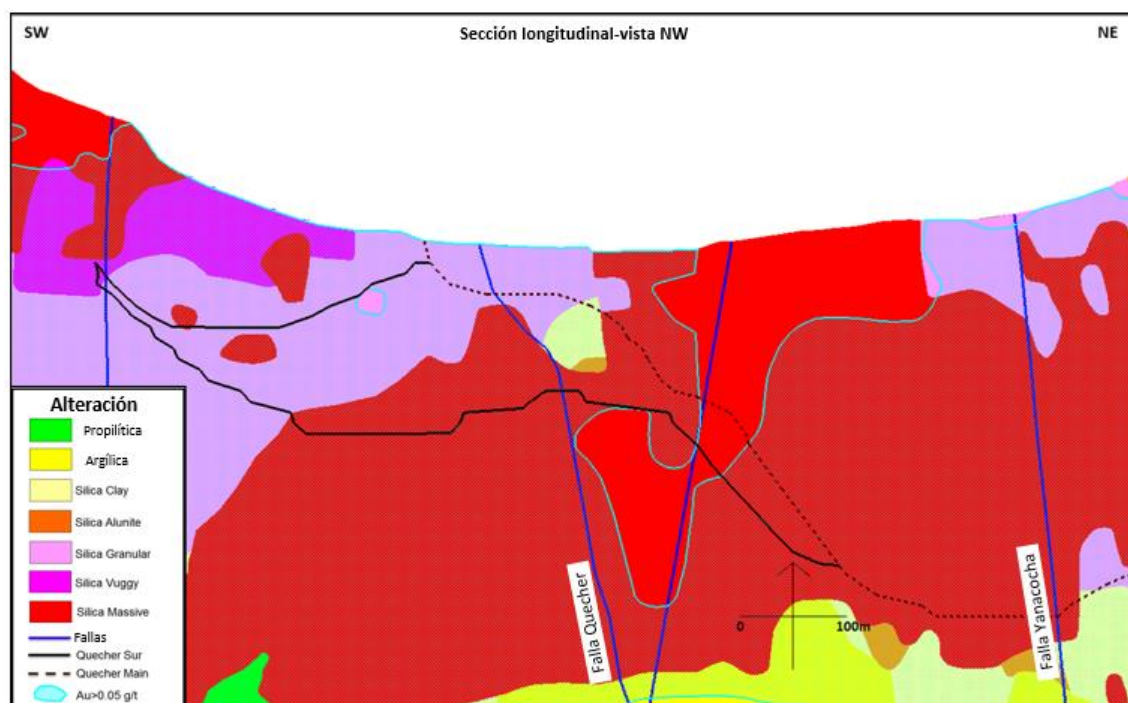 SW
Sección longitudinal-vista NW
NE
Alteración
Propilítica
Argílica
Silica Clay
Silica Alunite
Silica Granular
Silica Vuggy
Silica Massive
Fallas
Quecher Sur
Quecher Main
Au>0.05 g/t
Falla Quecher
0
100m
Falla Yanacocha